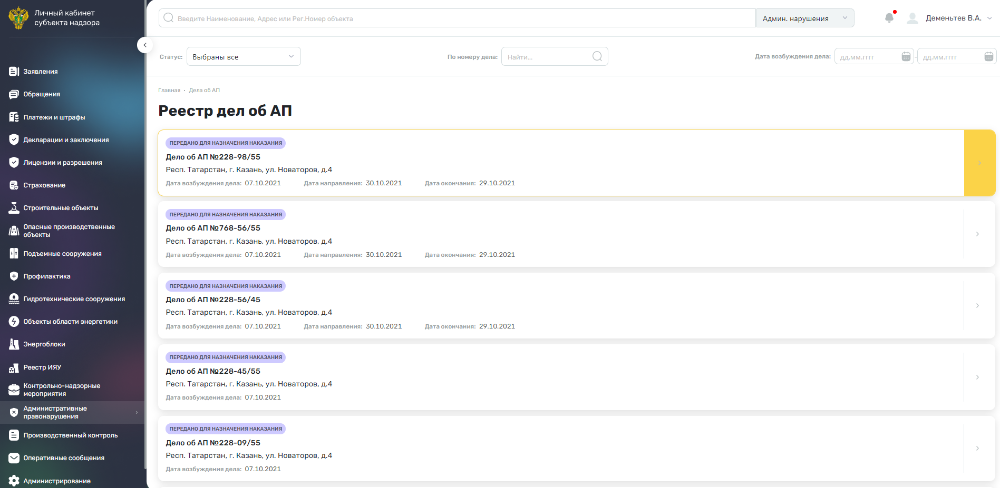 Личный кабинет
субъекта надзора
Заявления
Обращения
Платежи и штрафы
Декларации и заключения
Лицензии и разрешения
Страхование
Строительные объекты
Опасные производственные
объекты
Подъемные сооружения
Профилактика
Гидротехнические сооружения
Объекты области энергетики
Энергоблоки
Реестр ИЯУ
Контрольно-надзорные
мероприятия
Административные
правонарушения
Производственный контроль
Оперативные сообщения
Администрирование
Введите Наименование, Адрес или Рег.Номер объекта
Админ. нарушения
Деменьтев В.А.
Статус: Выбраны все
По номеру дела: Найти...
Дата возбуждения дела: дд.мм.гггг - дд.мм.гггг
Главная • Дела об АП
Реестр дел об АП
ПЕРЕДАНО ДЛЯ НАЗНАЧЕНИЯ НАКАЗАНИЯ
Дело об АП №228-98/55
Респ. Татарстан, г. Казань, ул. Новаторов, д.4
Дата возбуждения дела: 07.10.2021 Дата направления: 30.10.2021 Дата окончания: 29.10.2021
ПЕРЕДАНО ДЛЯ НАЗНАЧЕНИЯ НАКАЗАНИЯ
Дело об АП №768-56/55
Респ. Татарстан, г. Казань, ул. Новаторов, д.4
Дата возбуждения дела: 07.10.2021 Дата направления: 30.10.2021 Дата окончания: 29.10.2021
ПЕРЕДАНО ДЛЯ НАЗНАЧЕНИЯ НАКАЗАНИЯ
Дело об АП №228-56/45
Респ. Татарстан, г. Казань, ул. Новаторов, д.4
Дата возбуждения дела: 07.10.2021 Дата направления: 30.10.2021 Дата окончания: 29.10.2021
ПЕРЕДАНО ДЛЯ НАЗНАЧЕНИЯ НАКАЗАНИЯ
Дело об АП №228-45/55
Респ. Татарстан, г. Казань, ул. Новаторов, д.4
Дата возбуждения дела: 07.10.2021
ПЕРЕДАНО ДЛЯ НАЗНАЧЕНИЯ НАКАЗАНИЯ
Дело об АП №228-09/55
Респ. Татарстан, г. Казань, ул. Новаторов, д.4
Дата возбуждения дела: 07.10.2021